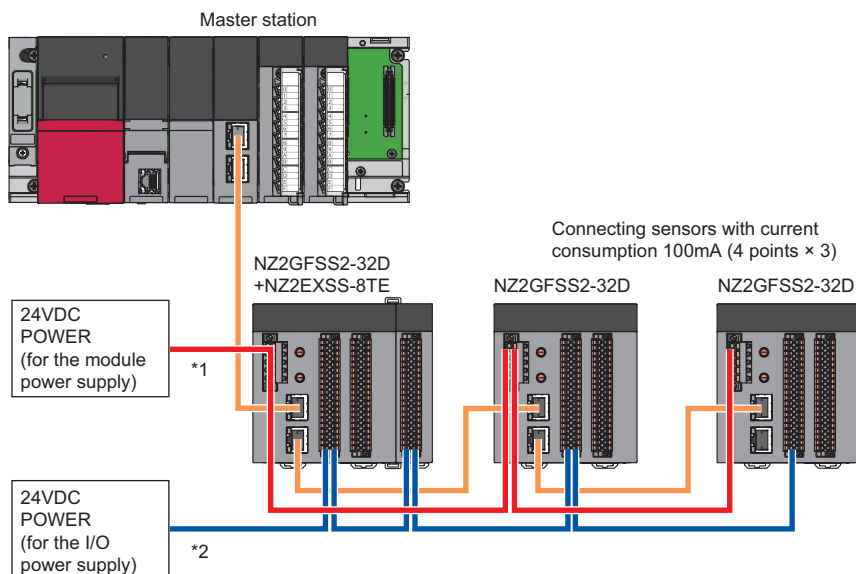 Master station
Connecting sensors with current
consumption 100mA (4 points × 3)
NZ2GFSS2-32D
+NZ2EXSS-8TE
NZ2GFSS2-32D
NZ2GFSS2-32D
24VDC
POWER
(for the module
power supply)
*1
24VDC
POWER
(for the I/O
power supply)
*2